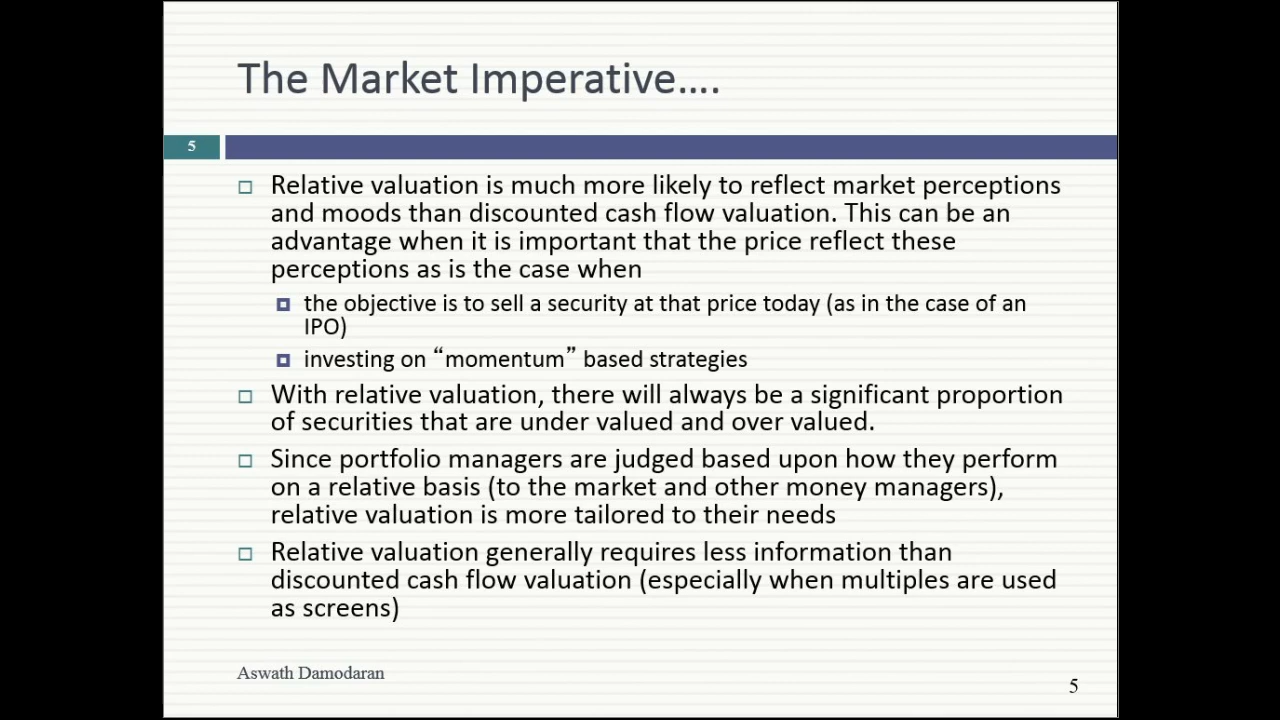 The Market Imperative....
5
Relative valuation is much more likely to reflect market perceptions
and moods than discounted cash flow valuation. This can be an
advantage when it is important that the price reflect these
perceptions as is the case when
the objective is to sell a security at that price today (as in the case of an
IPO)
investing on “momentum” based strategies
With relative valuation, there will always be a significant proportion
of securities that are under valued and over valued.
Since portfolio managers are judged based upon how they perform
on a relative basis (to the market and other money managers),
relative valuation is more tailored to their needs
Relative valuation generally requires less information than
discounted cash flow valuation (especially when multiples are used
as screens)
Aswath Damodaran
5